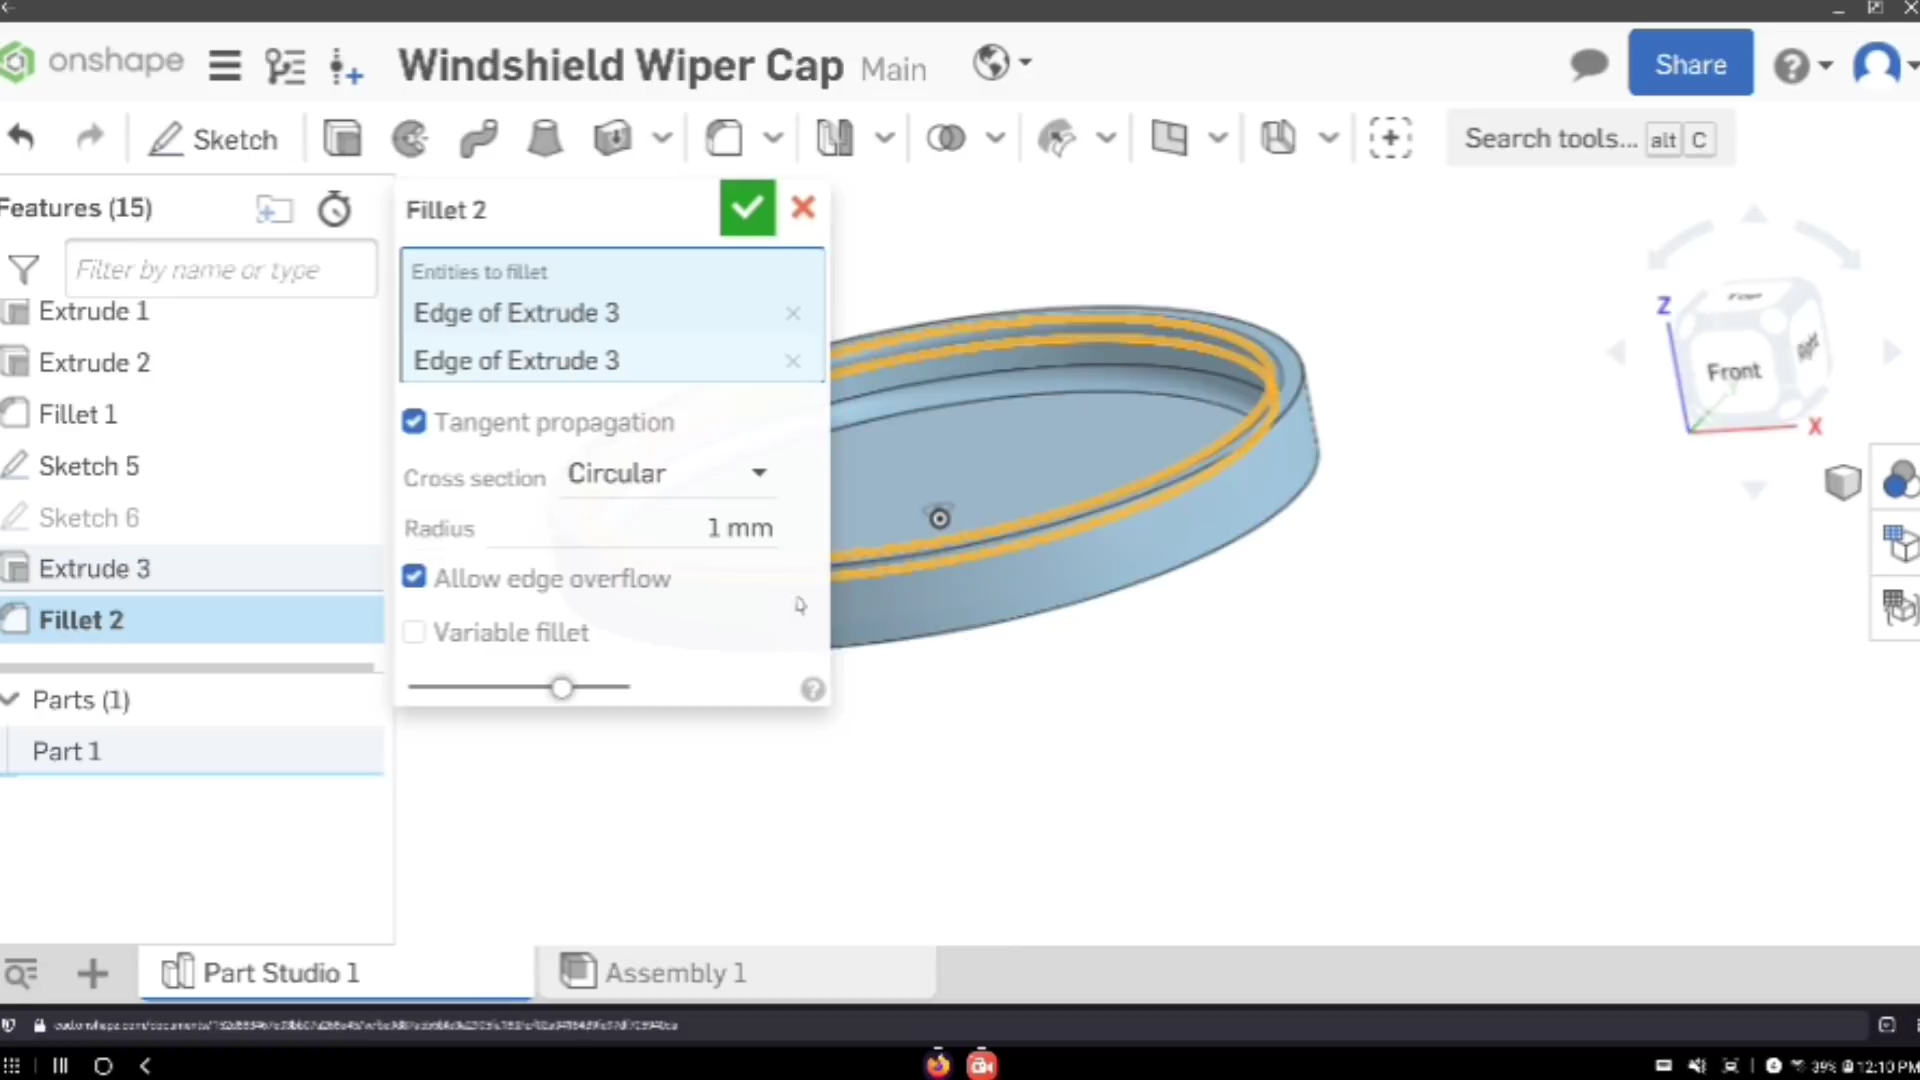 onshape
Windshield Wiper Cap Main
Share
Sketch
Search tools... alt C
Features (15)
Filter by name or type
Extrude 1
Extrude 2
Fillet 1
Sketch 5
Sketch 6
Extrude 3
Fillet 2
Parts (1)
Part 1
Fillet 2
Entities to fillet
Edge of Extrude 3
Edge of Extrude 3
Tangent propagation
Cross section Circular
Radius 1 mm
Allow edge overflow
Variable fillet
Z
Top
Front
Right
X
Part Studio 1
Assembly 1
39% 12:10 PM